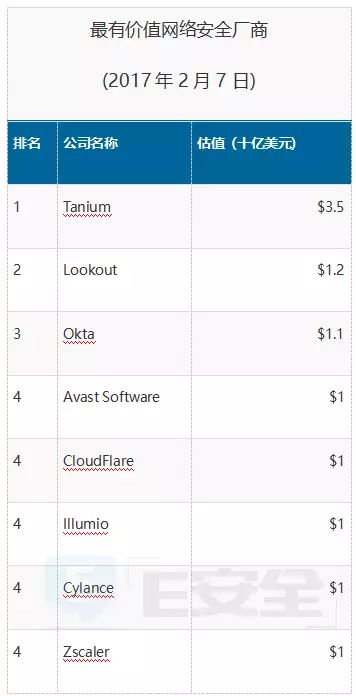 最有价值网络安全厂商
(2017 年 2 月 7 日)
排名 公司名称 估值（十亿美元）
1 Tanium $3.5
2 Lookout $1.2
3 Okta $1.1
4 Avast Software $1
4 CloudFlare $1
4 Illumio $1
4 Cylance $1
E安全
4 Zscaler $1